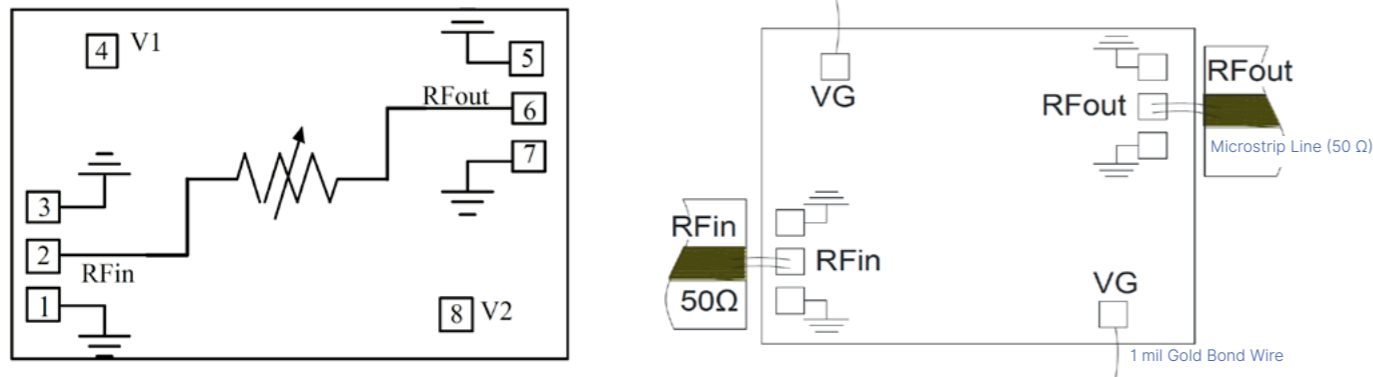 4 V1
5
RFout
6
7
3
2
RFin
1
8 V2
VG
RFout
RFout
Microstrip Line (50 Ω)
RFin
RFin
50Ω
VG
1 mil Gold Bond Wire